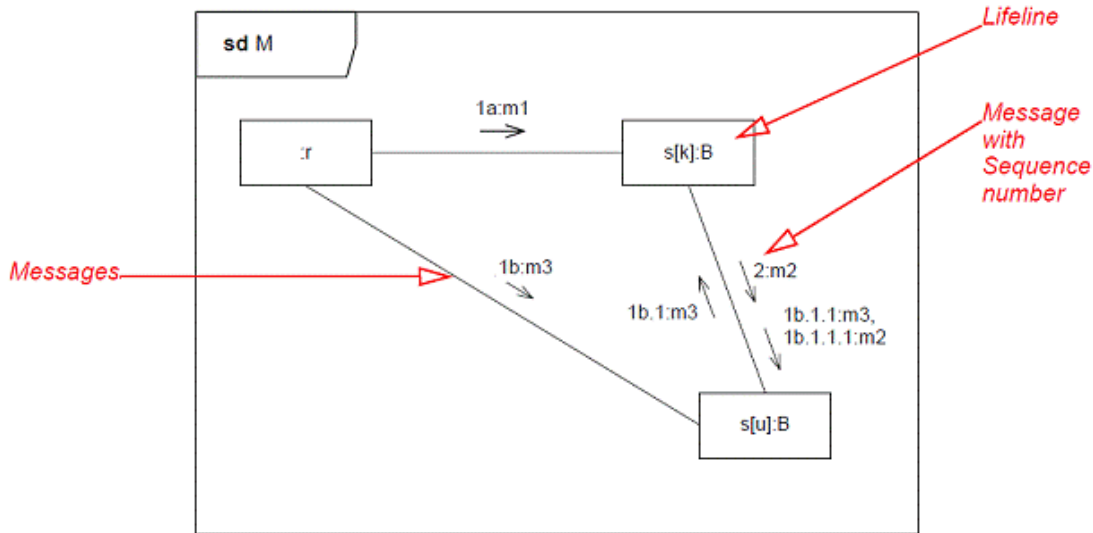 Lifeline
sd M
1a:m1
Message
with
Sequence
number
:r
s[k]:B
Messages
1b:m3
2:m2
1b.1:m3
1b.1.1:m3,
1b.1.1.1:m2
s[u]:B